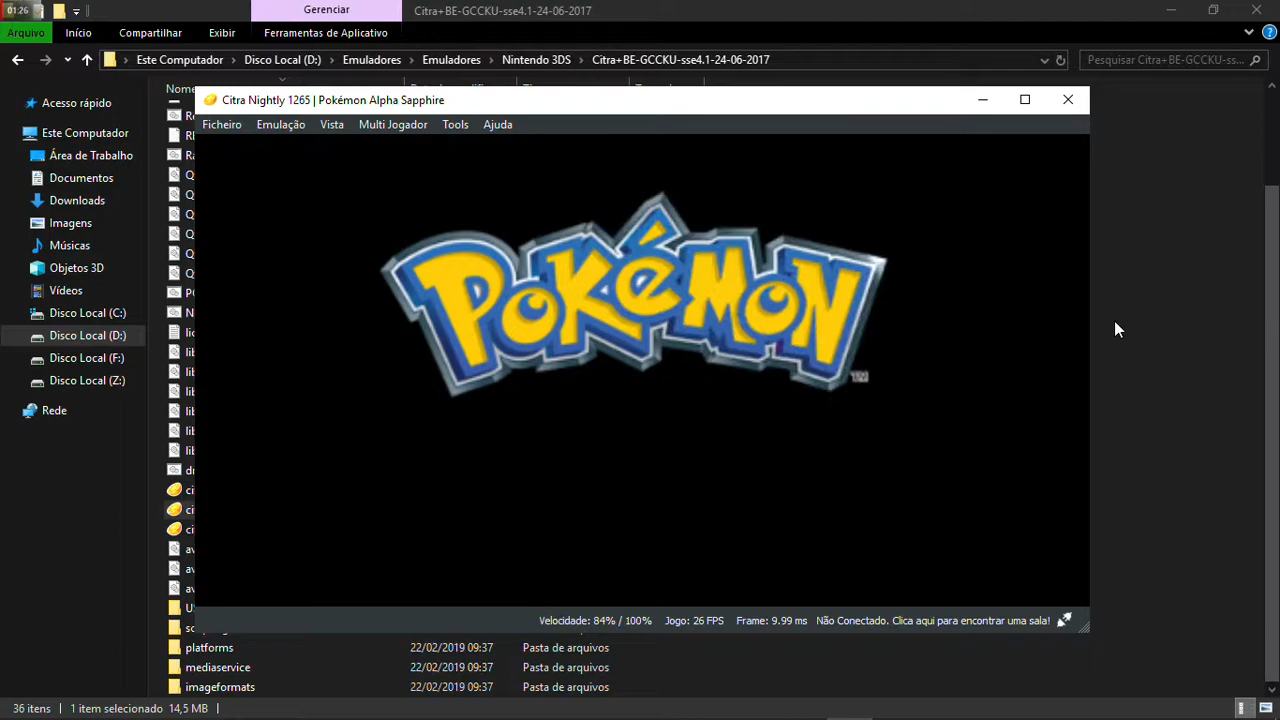 01:26
Gerenciar
Citra+BE-GCCKU-sse4.1-24-06-2017
Arquivo Início Compartilhar Exibir Ferramentas de Aplicativo
Este Computador Disco Local (D:) Emuladores Emuladores Nintendo 3DS Citra+BE-GCCKU-sse4.1-24-06-2017
Pesquisar Citra+BE-GCCKU-ss...
Nome
Acesso rápido
Este Computador
Área de Trabalho
Documentos
Downloads
Imagens
Músicas
Objetos 3D
Vídeos
Disco Local (C:)
Disco Local (D:)
Disco Local (F:)
Disco Local (Z:)
Rede
Citra Nightly 1265 | Pokémon Alpha Sapphire
Ficheiro Emulação Vista Multi Jogador Tools Ajuda
POKéMON
TM
Velocidade: 84% / 100% Jogo: 26 FPS Frame: 9.99 ms Não Conectado. Clica aqui para encontrar uma sala!
platforms 22/02/2019 09:37 Pasta de arquivos
mediaservice 22/02/2019 09:37 Pasta de arquivos
imageformats 22/02/2019 09:37 Pasta de arquivos
36 itens 1 item selecionado 14,5 MB